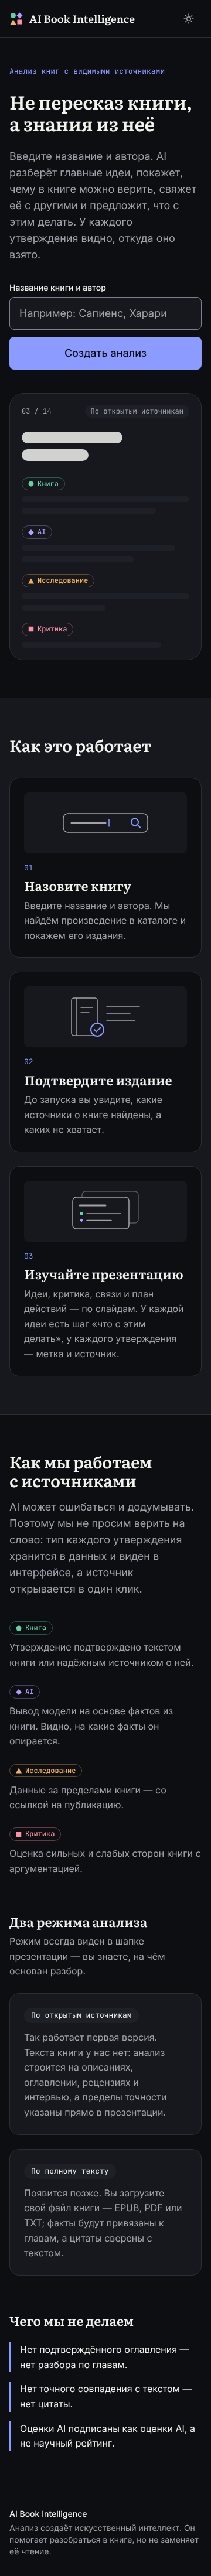 AI Book Intelligence
Анализ книг с видимыми источниками
Не пересказ книги,
а знания из неё
Введите название и автора. AI
разберёт главные идеи, покажет,
чему в книге можно верить, свяжет
её с другими и предложит, что с
этим делать. У каждого
утверждения видно, откуда оно
взято.
Название книги и автор
Например: Сапиенс, Харари
Создать анализ
03 / 14
По открытым источникам
Книга
AI
Исследование
Критика
Как это работает
01
Назовите книгу
Введите название и автора. Мы
найдём произведение в каталоге и
покажем его издания.
02
Подтвердите издание
До запуска вы увидите, какие
источники о книге найдены, а
каких не хватает.
03
Изучайте презентацию
Идеи, критика, связи и план
действий — по слайдам. У каждой
идеи есть шаг «что с этим
делать», у каждого утверждения
— метка и источник.
Как мы работаем
с источниками
AI может ошибаться и додумывать.
Поэтому мы не просим верить на
слово: тип каждого утверждения
хранится в данных и виден в
интерфейсе, а источник
открывается в один клик.
Книга
Утверждение подтверждено текстом
книги или надёжным источником о ней.
AI
Вывод модели на основе фактов из
книги. Видно, на какие факты он
опирается.
Исследование
Данные за пределами книги — со
ссылкой на публикацию.
Критика
Оценка сильных и слабых сторон книги с
аргументацией.
Два режима анализа
Режим всегда виден в шапке
презентации — вы знаете, на чём
основан разбор.
По открытым источникам
Так работает первая версия.
Текста книги у нас нет: анализ
строится на описаниях,
оглавлении, рецензиях и
интервью, а пределы точности
указаны прямо в презентации.
По полному тексту
Появится позже. Вы загрузите
свой файл книги — EPUB, PDF или
TXT; факты будут привязаны к
главам, а цитаты сверены с
текстом.
Чего мы не делаем
Нет подтверждённого оглавления —
нет разбора по главам.
Нет точного совпадения с текстом —
нет цитаты.
Оценки AI подписаны как оценки AI, а
не научный рейтинг.
AI Book Intelligence
Анализ создаёт искусственный интеллект. Он
помогает разобраться в книге, но не заменяет
её чтение.